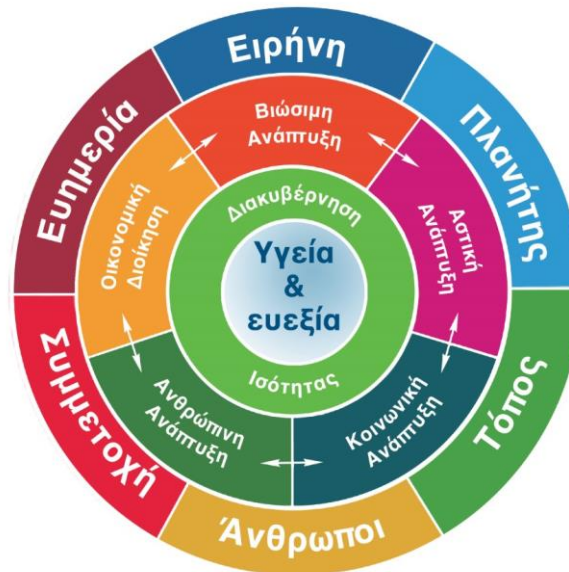 Ειρήνη
Πλανήτης
Τόπος
Άνθρωποι
Συμμετοχή
Ευημερία
Βιώσιμη
Ανάπτυξη
Αστική
Ανάπτυξη
Κοινωνική
Ανάπτυξη
Ανθρώπινη
Ανάπτυξη
Οικονομική
Διοίκηση
Διακυβέρνηση
Ισότητας
Υγεία
&
ευεξία